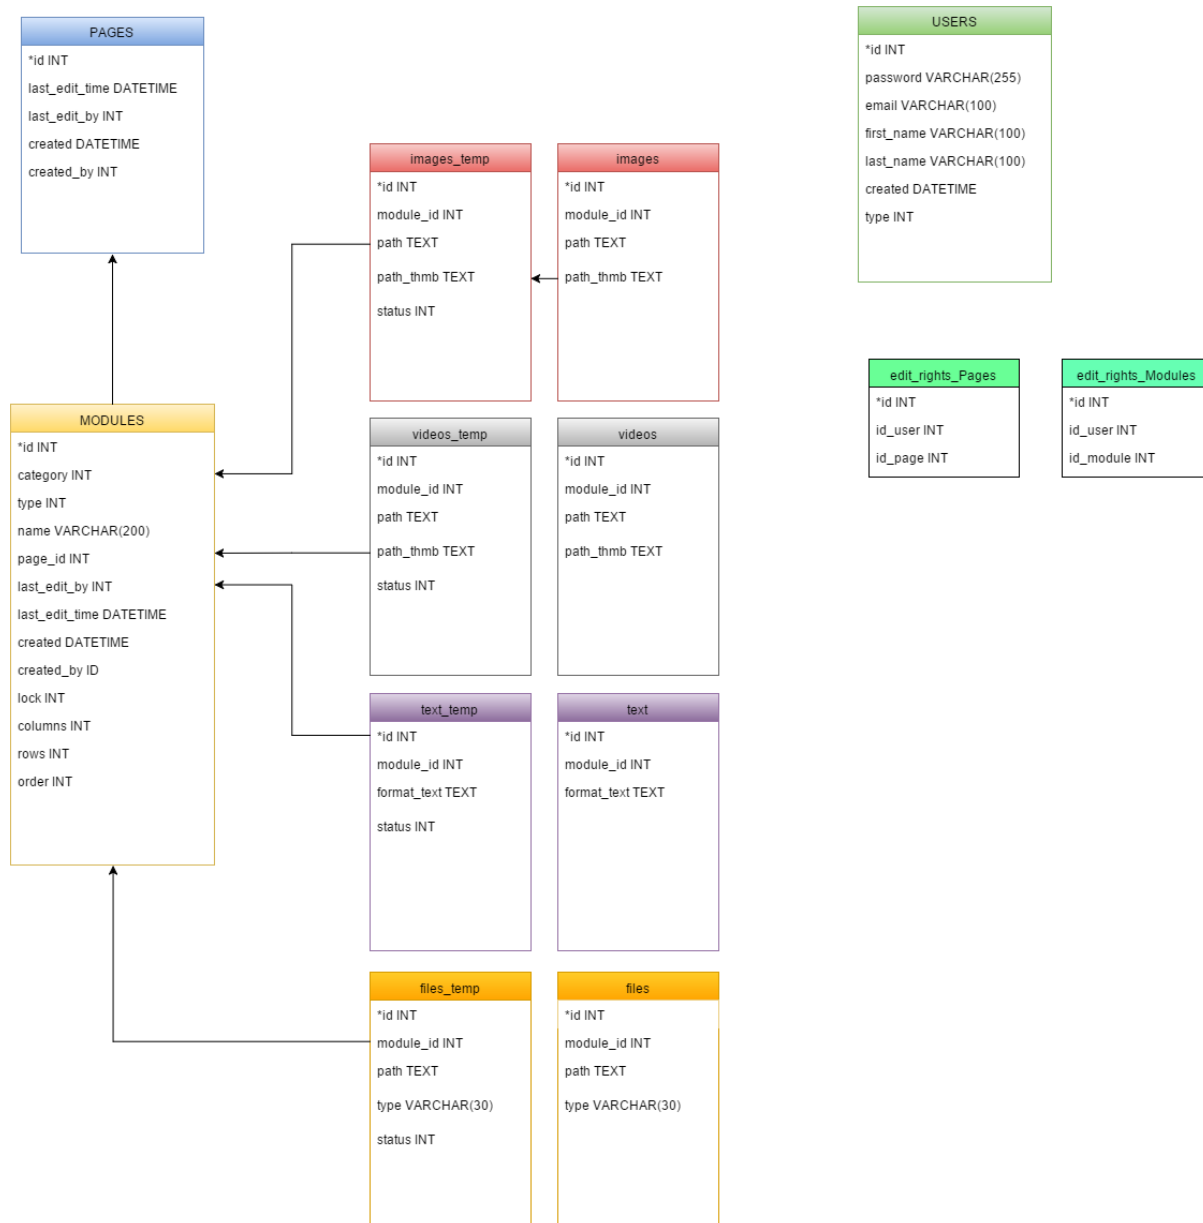 PAGES
*id INT
last_edit_time DATETIME
last_edit_by INT
created DATETIME
created_by INT
USERS
*id INT
password VARCHAR(255)
email VARCHAR(100)
first_name VARCHAR(100)
last_name VARCHAR(100)
created DATETIME
type INT
images_temp
*id INT
module_id INT
path TEXT
path_thmb TEXT
status INT
images
*id INT
module_id INT
path TEXT
path_thmb TEXT
edit_rights_Pages
*id INT
id_user INT
id_page INT
edit_rights_Modules
*id INT
id_user INT
id_module INT
MODULES
*id INT
category INT
type INT
name VARCHAR(200)
page_id INT
last_edit_by INT
last_edit_time DATETIME
created DATETIME
created_by ID
lock INT
columns INT
rows INT
order INT
videos_temp
*id INT
module_id INT
path TEXT
path_thmb TEXT
status INT
videos
*id INT
module_id INT
path TEXT
path_thmb TEXT
text_temp
*id INT
module_id INT
format_text TEXT
status INT
text
*id INT
module_id INT
format_text TEXT
files_temp
*id INT
module_id INT
path TEXT
type VARCHAR(30)
status INT
files
*id INT
module_id INT
path TEXT
type VARCHAR(30)